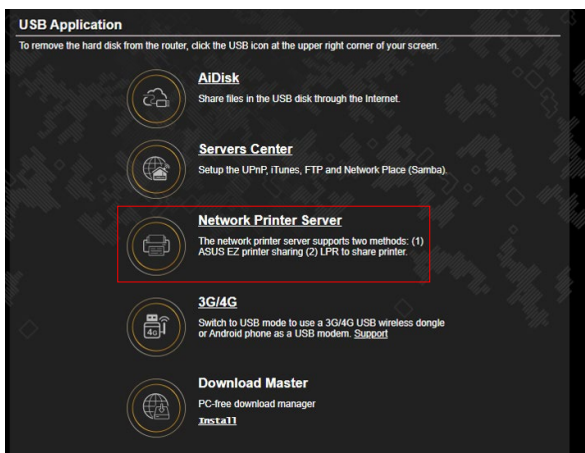 USB Application
To remove the hard disk from the router, click the USB icon at the upper right corner of your screen.
AiDisk
Share files in the USB disk through the Internet.
Servers Center
Setup the UPnP, iTunes, FTP and Network Place (Samba).
Network Printer Server
The network printer server supports two methods: (1)
ASUS EZ printer sharing (2) LPR to share printer.
3G/4G
4G
Switch to USB mode to use a 3G/4G USB wireless dongle
or Android phone as a USB modem. Support
Download Master
PC-free download manager
Install